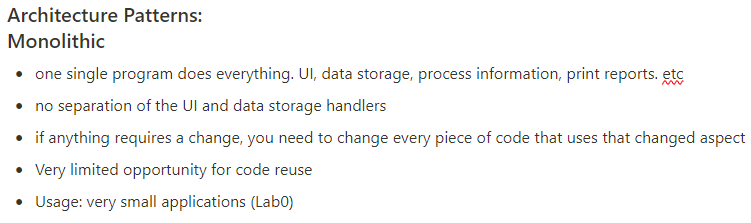 Architecture Patterns:
Monolithic
• one single program does everything. UI, data storage, process information, print reports. etc
• no separation of the UI and data storage handlers
• if anything requires a change, you need to change every piece of code that uses that changed aspect
• Very limited opportunity for code reuse
• Usage: very small applications (Lab0)